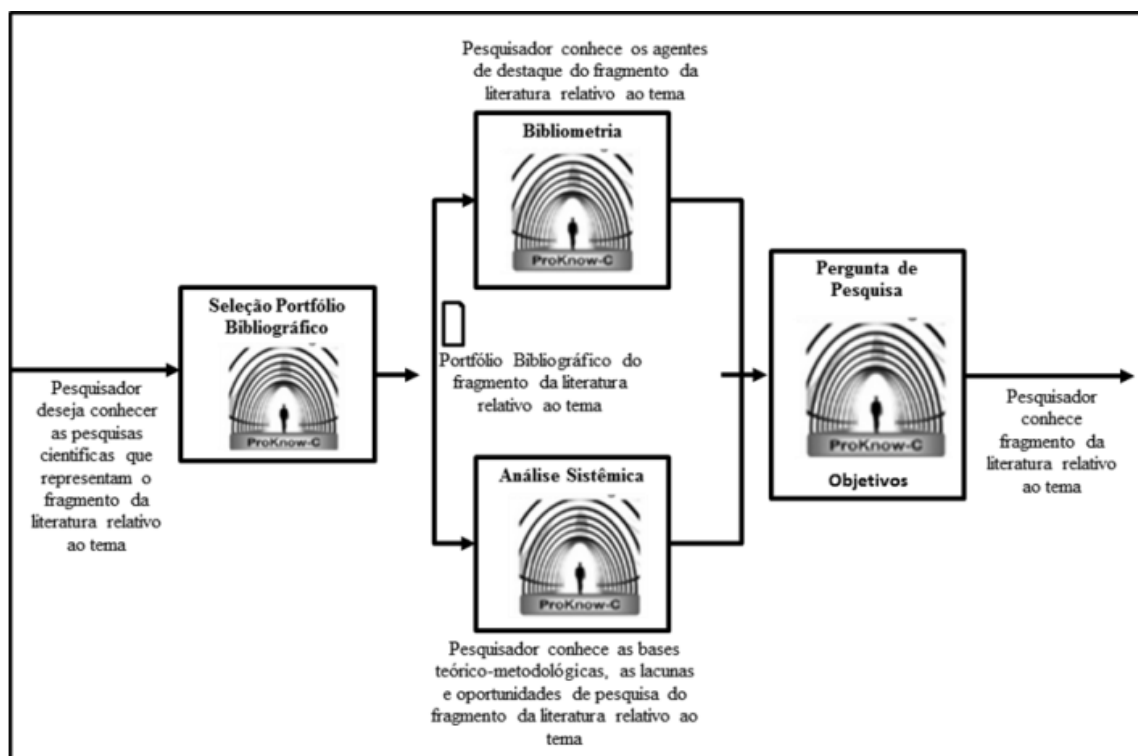 Pesquisador conhece os agentes
de destaque do fragmento da
literatura relativo ao tema
Bibliometria
ProKnow-C
Seleção Portfólio
Bibliográfico
ProKnow-C
Pesquisador
deseja conhecer
as pesquisas
científicas que
representam o
fragmento da
literatura relativo
ao tema
Portfólio Bibliográfico do
fragmento da literatura
relativo ao tema
Análise Sistêmica
ProKnow-C
Pesquisador conhece as bases
teórico-metodológicas, as lacunas
e oportunidades de pesquisa do
fragmento da literatura relativo ao
tema
Pergunta de
Pesquisa
ProKnow-C
Objetivos
Pesquisador
conhece
fragmento da
literatura relativo
ao tema